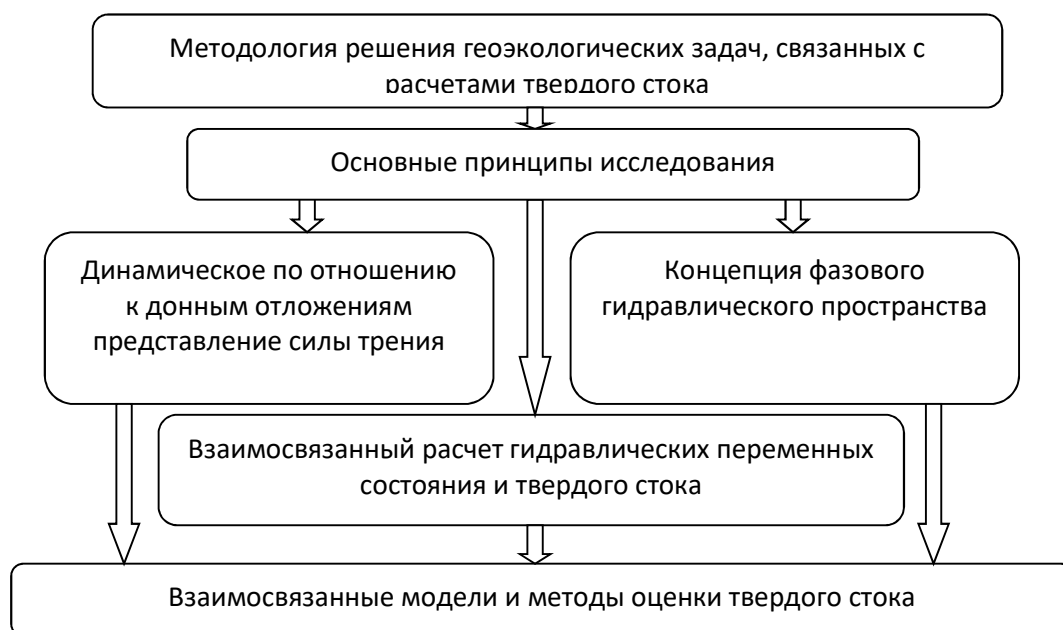 Методология решения геоэкологических задач, связанных с
расчетами твердого стока
Основные принципы исследования
Динамическое по отношению
к донным отложениям
представление силы трения
Концепция фазового
гидравлического пространства
Взаимосвязанный расчет гидравлических переменных
состояния и твердого стока
Взаимосвязанные модели и методы оценки твердого стока